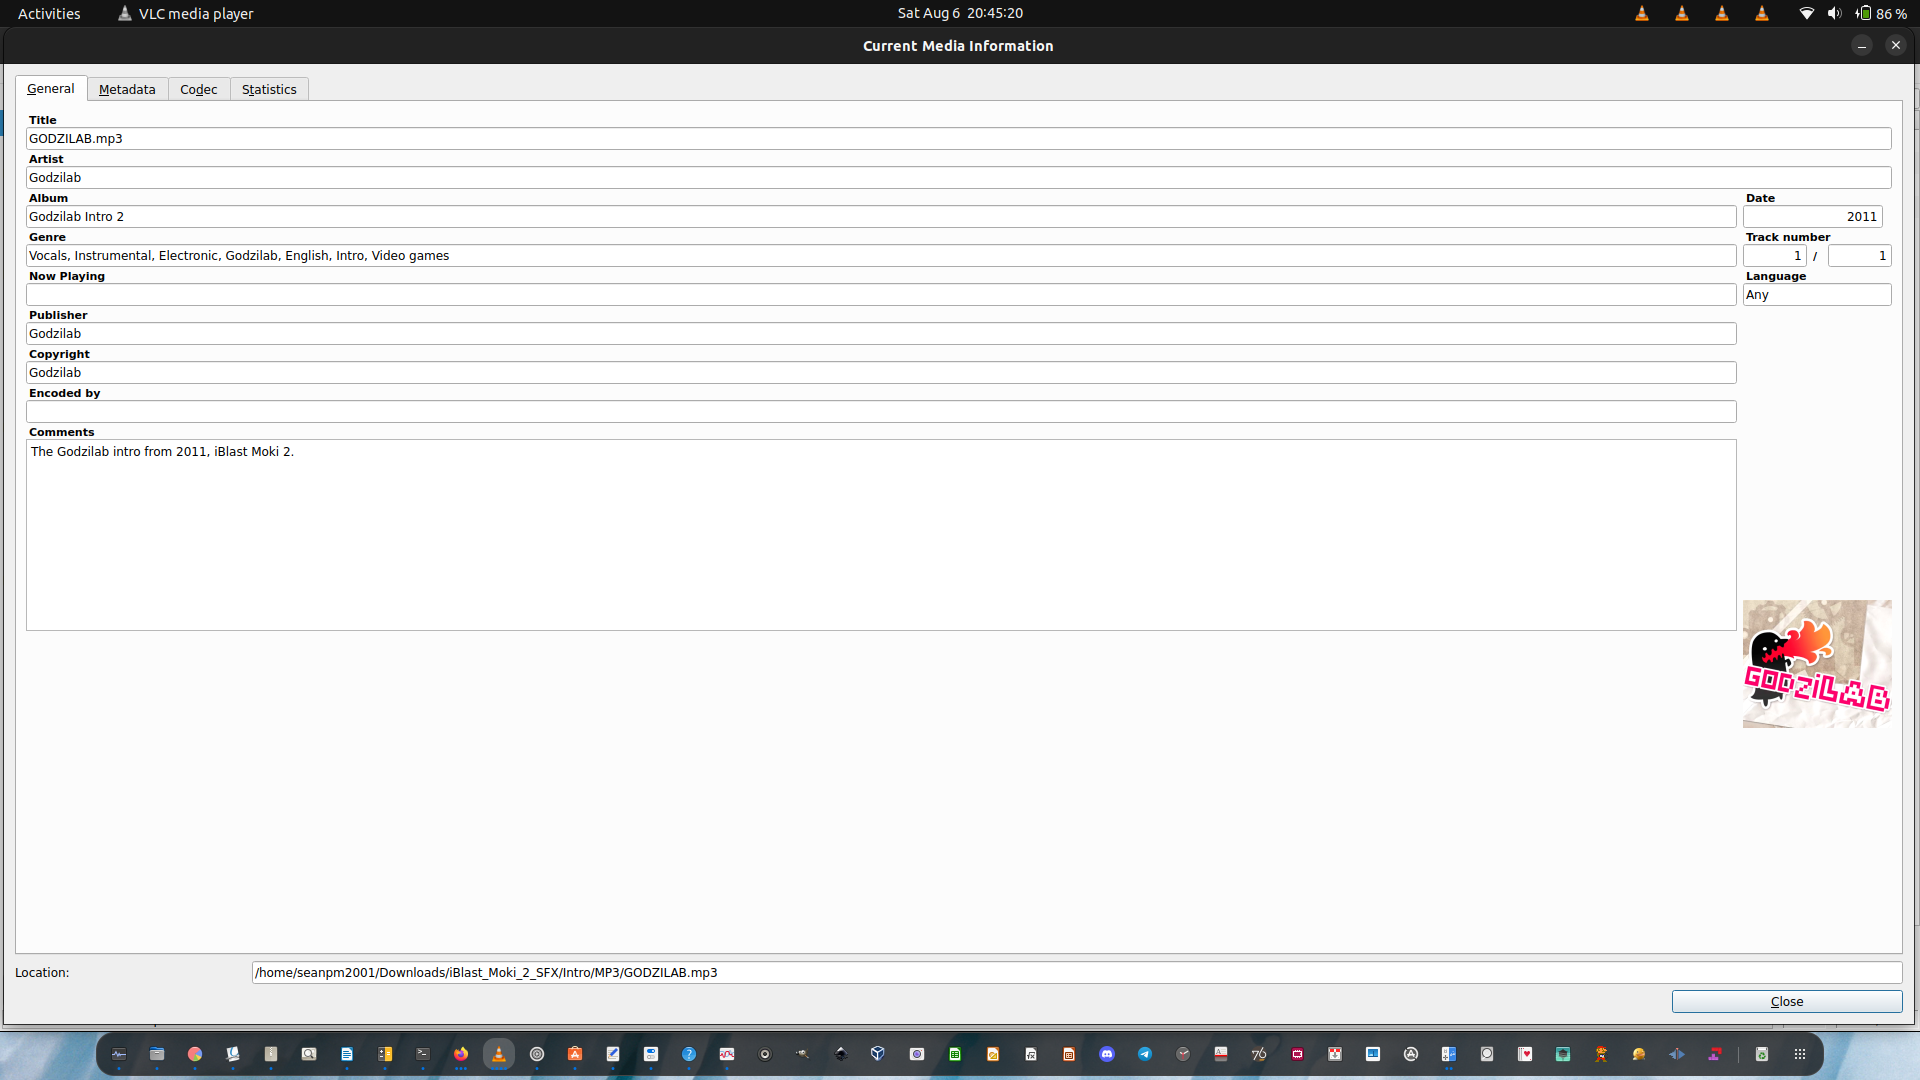 Activities
VLC media player
Sat Aug 6 20:45:20
86 %
Current Media Information
General
Metadata
Codec
Statistics
Title
GODZILAB.mp3
Artist
Godzilab
Album
Date
Godzilab Intro 2
2011
Genre
Track number
Vocals, Instrumental, Electronic, Godzilab, English, Intro, Video games
1 / 1
Now Playing
Language
Any
Publisher
Godzilab
Copyright
Godzilab
Encoded by
Comments
The Godzilab intro from 2011, iBlast Moki 2.
GODZiLAB
Location:
/home/seanpm2001/Downloads/iBlast_Moki_2_SFX/Intro/MP3/GODZILAB.mp3
Close
76